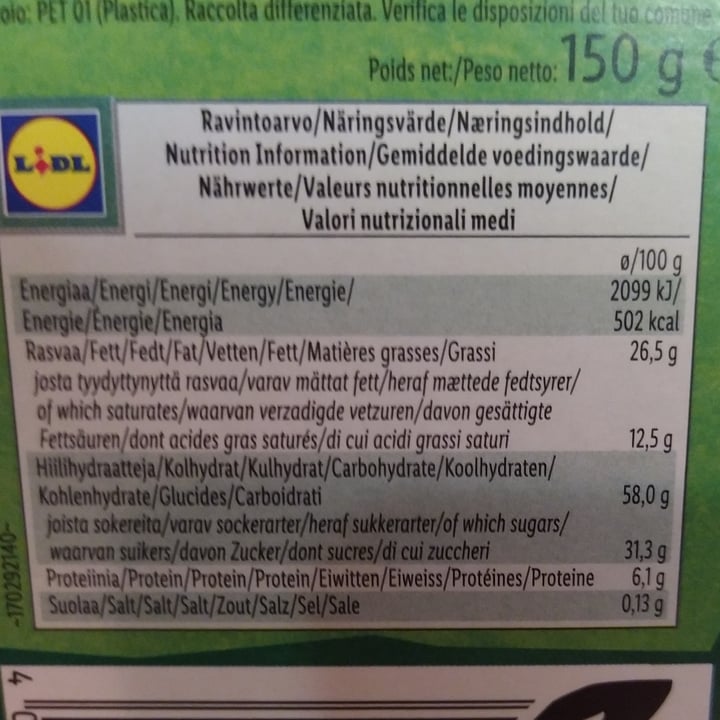 PET 01 (Plastica). Raccolta differenziata. Verifica le disposizioni del tuo comune
Poids net:/Peso netto: 150 g
LiDL
Ravintoarvo/Näringsvärde/Næringsindhold/
Nutrition Information/Gemiddelde voedingswaarde/
Nährwerte/Valeurs nutritionnelles moyennes/
Valori nutrizionali medi
ø/100 g
Energiaa/Energi/Energi/Energy/Energie/ 2099 kJ/
Energie/Énergie/Energia 502 kcal
Rasvaa/Fett/Fedt/Fat/Vetten/Fett/Matières grasses/Grassi 26,5 g
josta tyydyttynyttä rasvaa/varav mättat fett/heraf mættede fedtsyrer/
of which saturates/waarvan verzadigde vetzuren/davon gesättigte
Fettsäuren/dont acides gras saturés/di cui acidi grassi saturi 12,5 g
Hiilihydraatteja/Kolhydrat/Kulhydrat/Carbohydrate/Koolhydraten/
Kohlenhydrate/Glucides/Carboidrati 58,0 g
joista sokereita/varav sockerarter/heraf sukkerarter/of which sugars/
waarvan suikers/davon Zucker/dont sucres/di cui zuccheri 31,3 g
Proteiinia/Protein/Protein/Protein/Eiwitten/Eiweiss/Protéines/Proteine 6,1 g
Suolaa/Salt/Salt/Salt/Zout/Salz/Sel/Sale 0,13 g
-170292140-
4